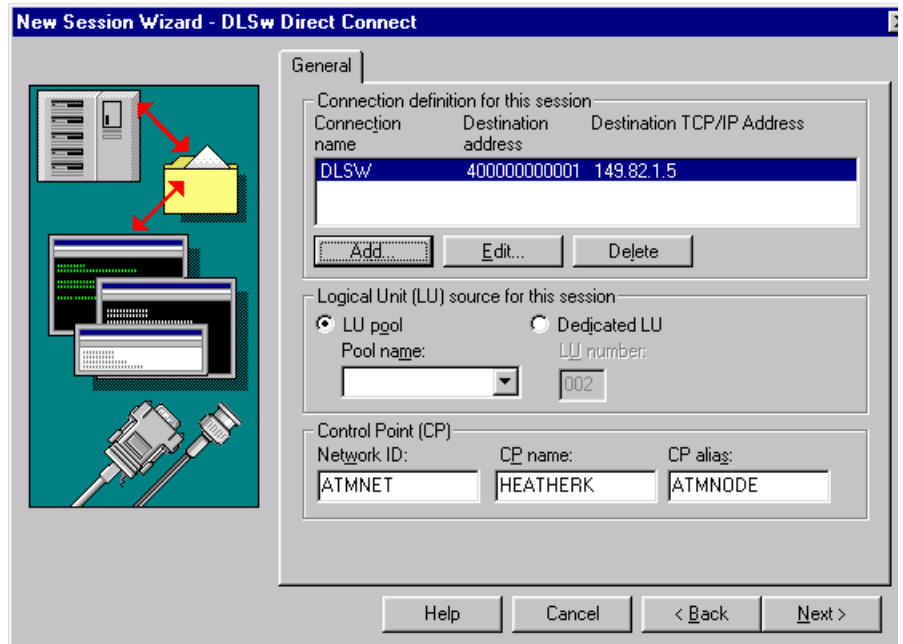 New Session Wizard - DLSw Direct Connect
General
Connection definition for this session
Connection name
Destination address
Destination TCP/IP Address
DLSW 400000000001 149.82.1.5
Add... Edit... Delete
Logical Unit (LU) source for this session
LU pool Dedicated LU
Pool name: LU number:
002
Control Point (CP)
Network ID: CP name: CP alias:
ATMNET HEATHERK ATMNODE
Help Cancel < Back Next >